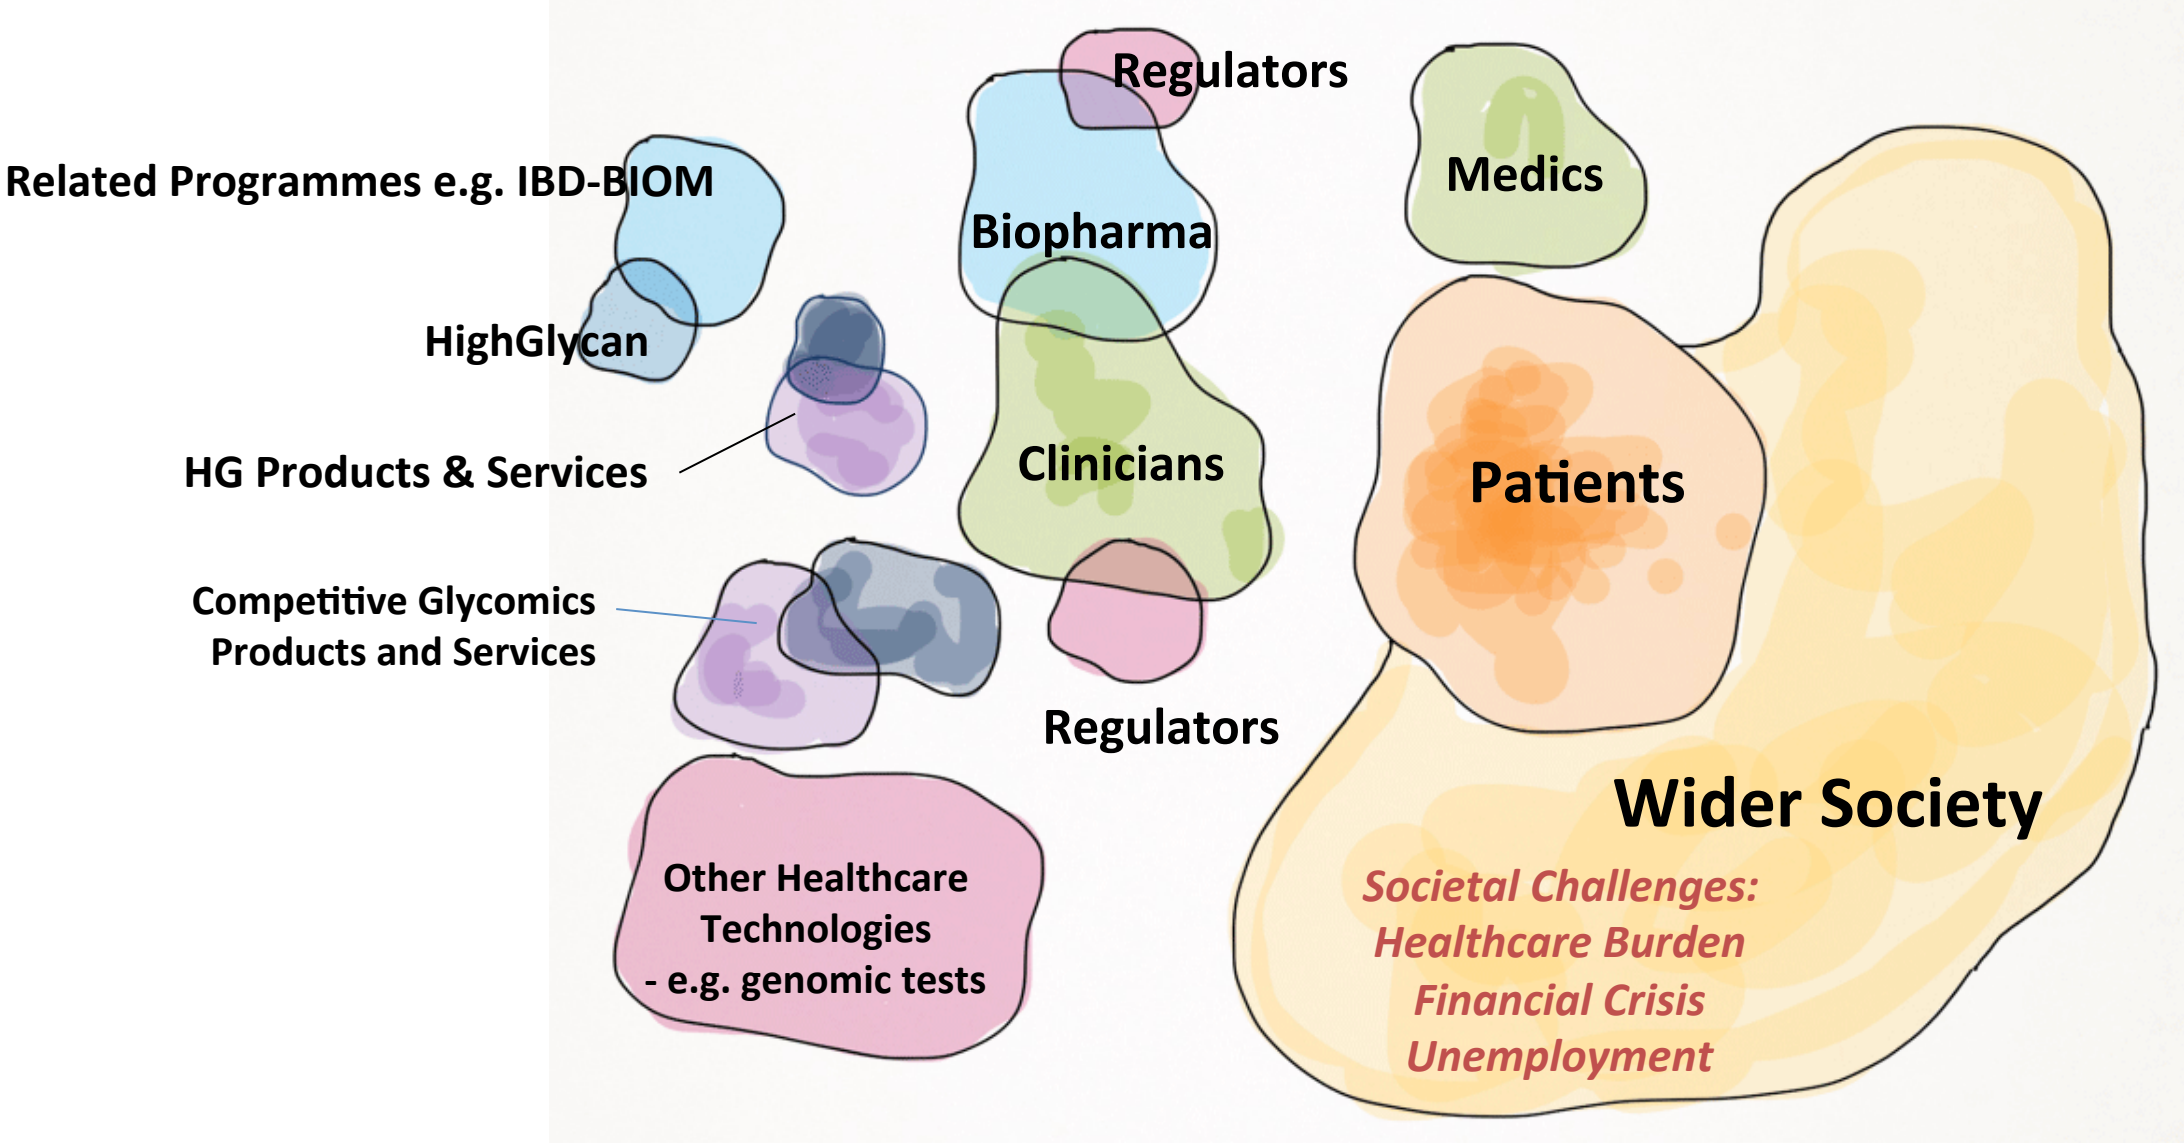 Regulators
Medics
Related Programmes e.g. IBD-BIOM
Biopharma
HighGlycan
HG Products & Services
Clinicians
Patients
Competitive Glycomics
Products and Services
Regulators
Wider Society
Other Healthcare
Technologies
- e.g. genomic tests
Societal Challenges:
Healthcare Burden
Financial Crisis
Unemployment